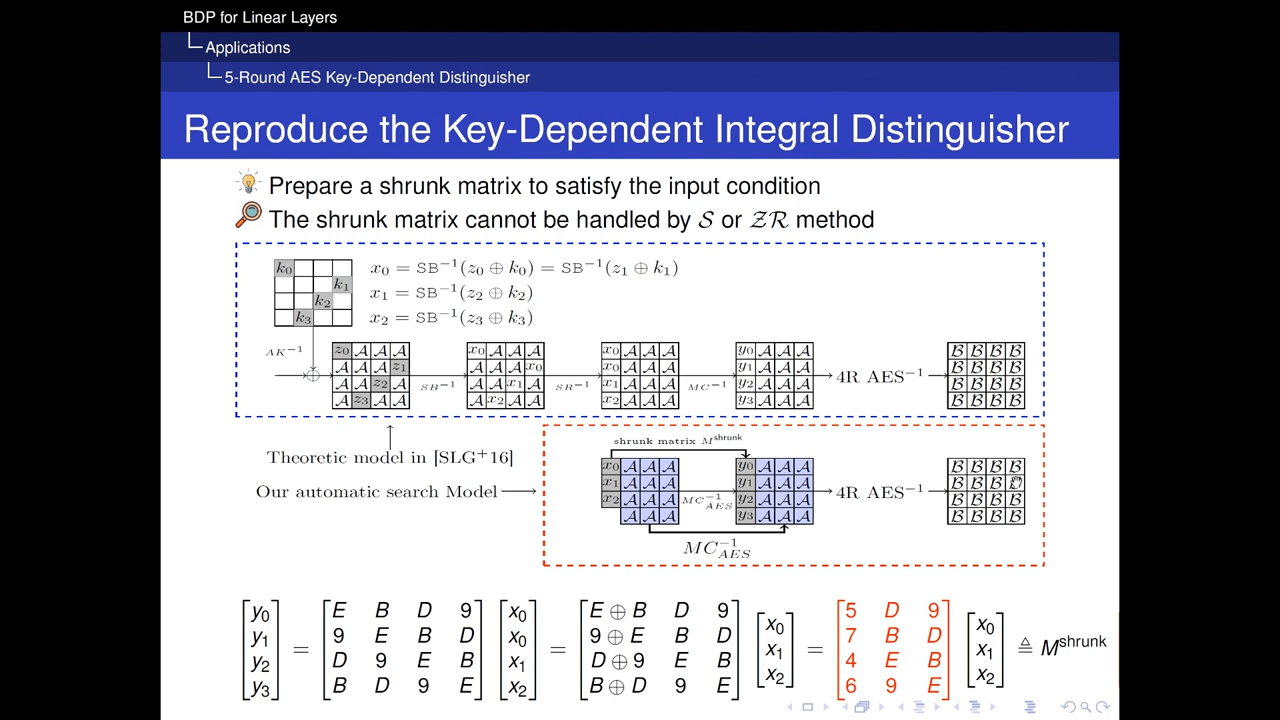 BDP for Linear Layers
Applications
5-Round AES Key-Dependent Distinguisher
Reproduce the Key-Dependent Integral Distinguisher
Prepare a shrunk matrix to satisfy the input condition
The shrunk matrix cannot be handled by 𝒮 or 𝒵ℛ method
k₀
k₁
k₂
k₃
x₀ = SB⁻¹(z₀ ⊕ k₀) = SB⁻¹(z₁ ⊕ k₁)
x₁ = SB⁻¹(z₂ ⊕ k₂)
x₂ = SB⁻¹(z₃ ⊕ k₃)
z₀ 𝒜 𝒜 𝒜 x₀ 𝒜 𝒜 𝒜 x₀ 𝒜 𝒜 𝒜 y₀ 𝒜 𝒜 𝒜 ℬ ℬ ℬ ℬ
𝒜 𝒜 𝒜 z₁ 𝒜 𝒜 𝒜 x₀ x₀ 𝒜 𝒜 𝒜 y₁ 𝒜 𝒜 𝒜 ℬ ℬ ℬ ℬ
AK⁻¹ SB⁻¹ SR⁻¹ MC⁻¹ 4R AES⁻¹
𝒜 𝒜 z₂ 𝒜 𝒜 𝒜 x₁ 𝒜 x₁ 𝒜 𝒜 𝒜 y₂ 𝒜 𝒜 𝒜 ℬ ℬ ℬ ℬ
𝒜 z₃ 𝒜 𝒜 𝒜 x₂ 𝒜 𝒜 x₂ 𝒜 𝒜 𝒜 y₃ 𝒜 𝒜 𝒜 ℬ ℬ ℬ ℬ
Theoretic model in [SLG⁺16]
Our automatic search Model
shrunk matrix Mˢʰʳᵘⁿᵏ
x₀ 𝒜 𝒜 𝒜 y₀ 𝒜 𝒜 𝒜 ℬ ℬ ℬ ℬ
x₁ 𝒜 𝒜 𝒜 y₁ 𝒜 𝒜 𝒜 ℬ ℬ ℬ
MC⁻¹AES 4R AES⁻¹
x₂ 𝒜 𝒜 𝒜 y₂ 𝒜 𝒜 𝒜 ℬ ℬ ℬ ℬ
𝒜 𝒜 𝒜 y₃ 𝒜 𝒜 𝒜 ℬ ℬ ℬ ℬ
MC⁻¹AES
y₀ E B D 9 x₀ E ⊕ B D 9 5 D 9
y₁ 9 E B D x₀ 9 ⊕ E B D x₀ 7 B D x₀
= = x₁ = x₁ ≜ Mˢʰʳᵘⁿᵏ
y₂ D 9 E B x₁ D ⊕ 9 E B x₂ 4 E B x₂
y₃ B D 9 E x₂ B ⊕ D 9 E 6 9 E